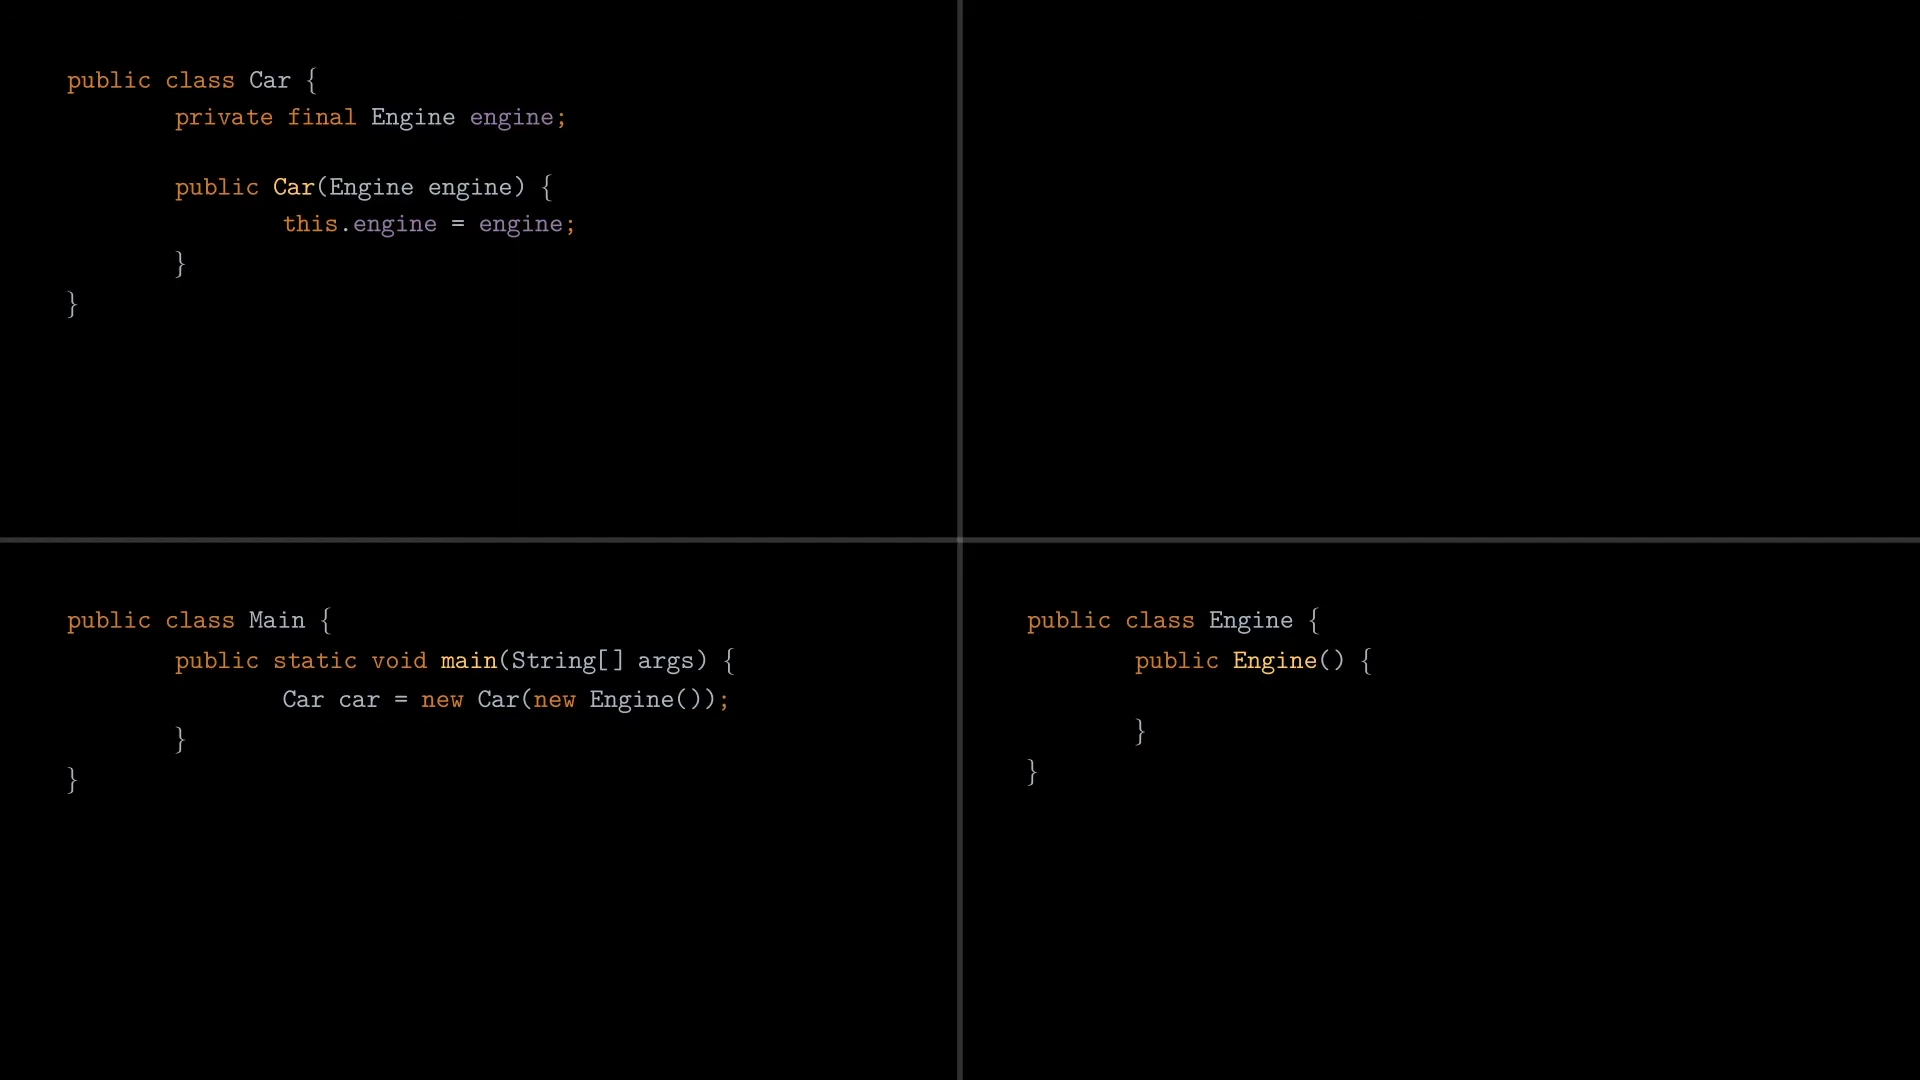 public class Car {
private final Engine engine;
public Car(Engine engine) {
this.engine = engine;
}
}
public class Main {
public static void main(String[] args) {
Car car = new Car(new Engine());
}
}
public class Engine {
public Engine() {
}
}